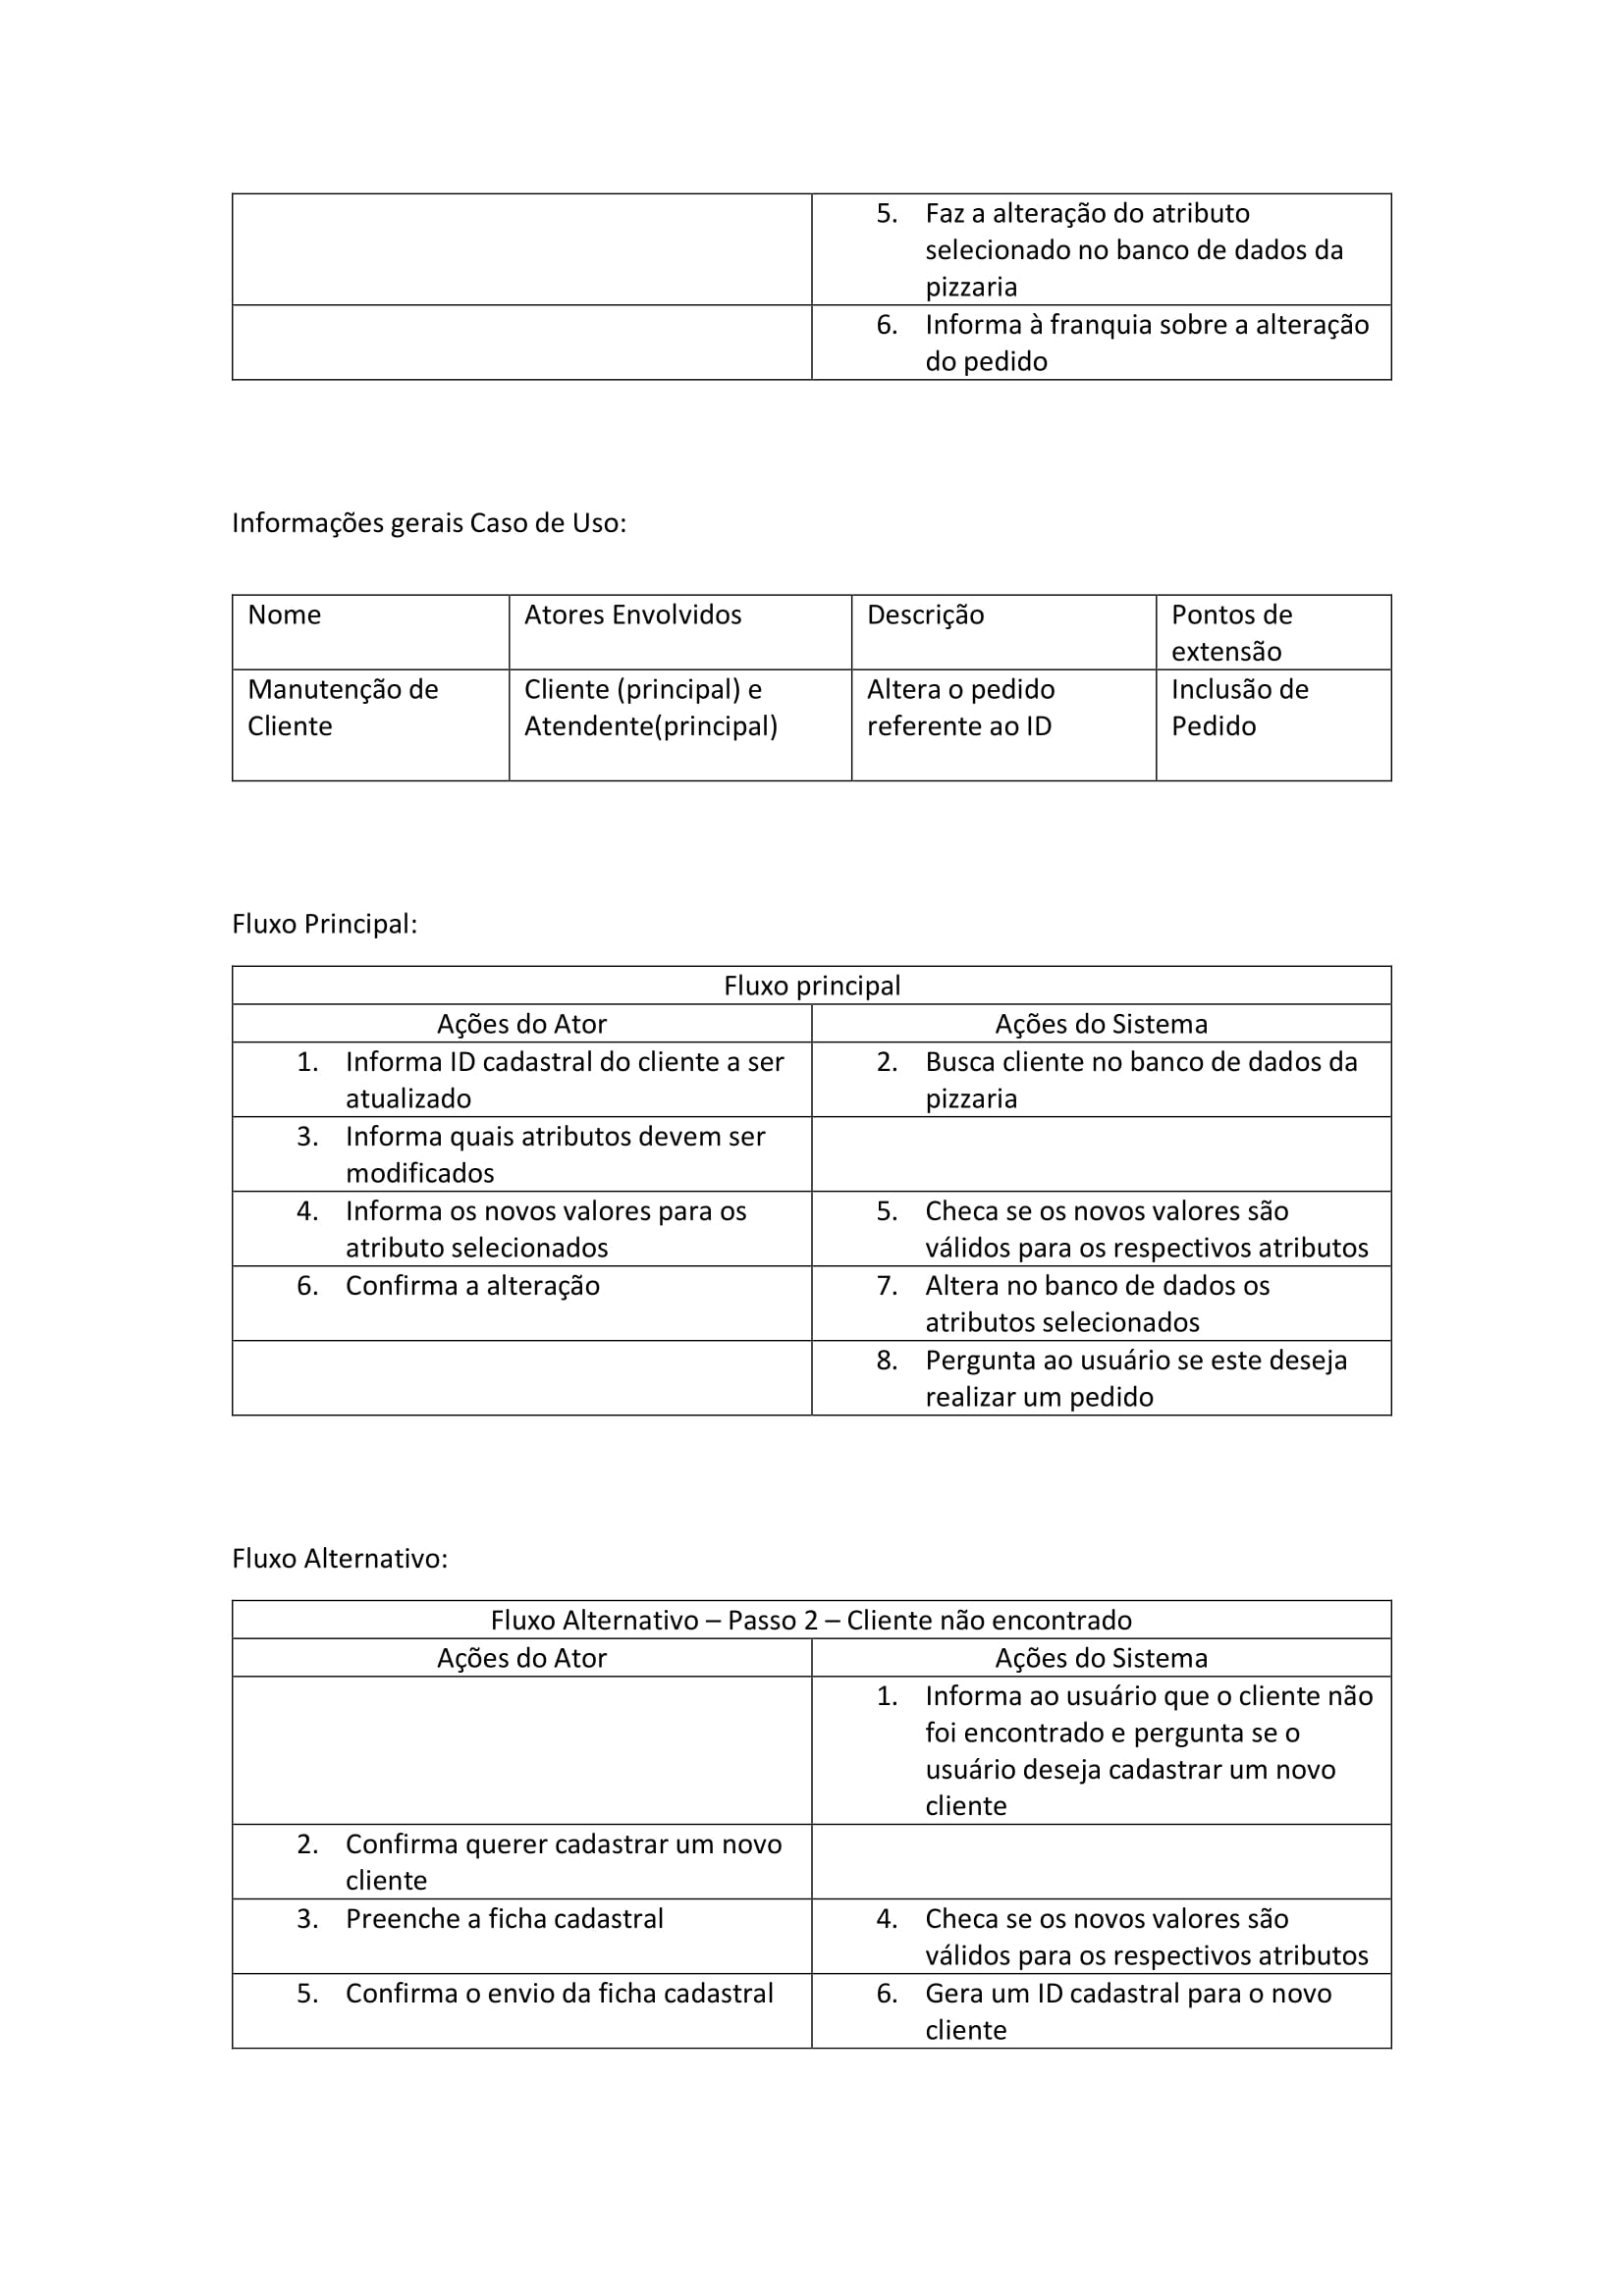 5. Faz a alteração do atributo
selecionado no banco de dados da
pizzaria
6. Informa à franquia sobre a alteração
do pedido
Informações gerais Caso de Uso:
Nome
Atores Envolvidos
Descrição
Pontos de
extensão
Manutenção de
Cliente
Cliente (principal) e
Atendente(principal)
Altera o pedido
referente ao ID
Inclusão de
Pedido
Fluxo Principal:
Fluxo principal
Ações do Ator
Ações do Sistema
1. Informa ID cadastral do cliente a ser
atualizado
2. Busca cliente no banco de dados da
pizzaria
3. Informa quais atributos devem ser
modificados
4. Informa os novos valores para os
atributo selecionados
5. Checa se os novos valores são
válidos para os respectivos atributos
6. Confirma a alteração
7. Altera no banco de dados os
atributos selecionados
8. Pergunta ao usuário se este deseja
realizar um pedido
Fluxo Alternativo:
Fluxo Alternativo – Passo 2 – Cliente não encontrado
Ações do Ator
Ações do Sistema
1. Informa ao usuário que o cliente não
foi encontrado e pergunta se o
usuário deseja cadastrar um novo
cliente
2. Confirma querer cadastrar um novo
cliente
3. Preenche a ficha cadastral
4. Checa se os novos valores são
válidos para os respectivos atributos
5. Confirma o envio da ficha cadastral
6. Gera um ID cadastral para o novo
cliente